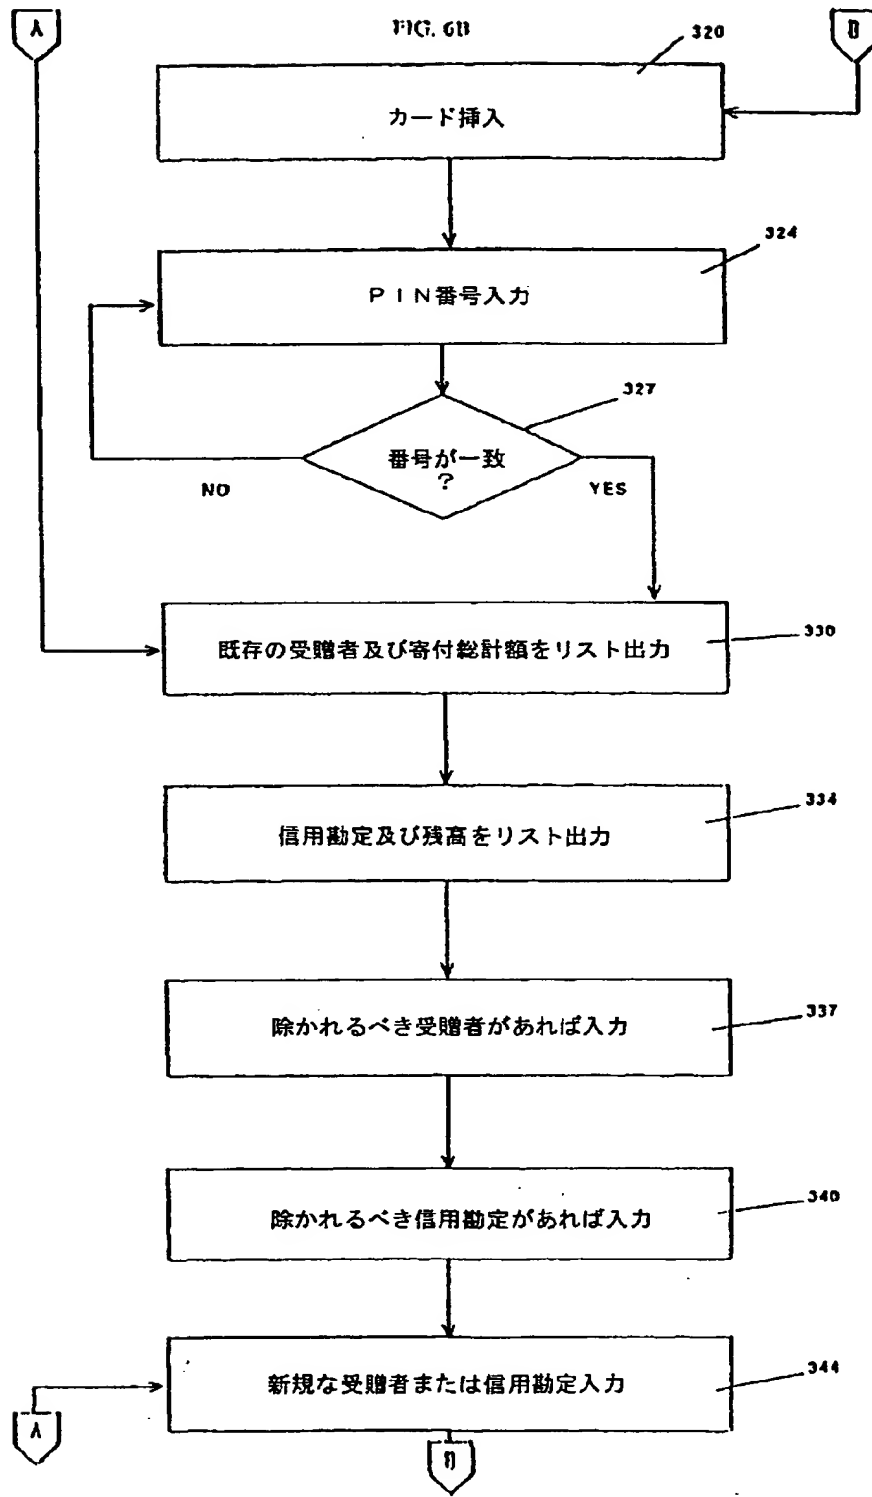 A
FIG. 6B
320
B
カード挿入
324
PIN番号入力
327
番号が一致
?
NO
YES
330
既存の受贈者及び寄付総計額をリスト出力
334
信用勘定及び残高をリスト出力
337
除かれるべき受贈者があれば入力
340
除かれるべき信用勘定があれば入力
344
新規な受贈者または信用勘定入力
A
B